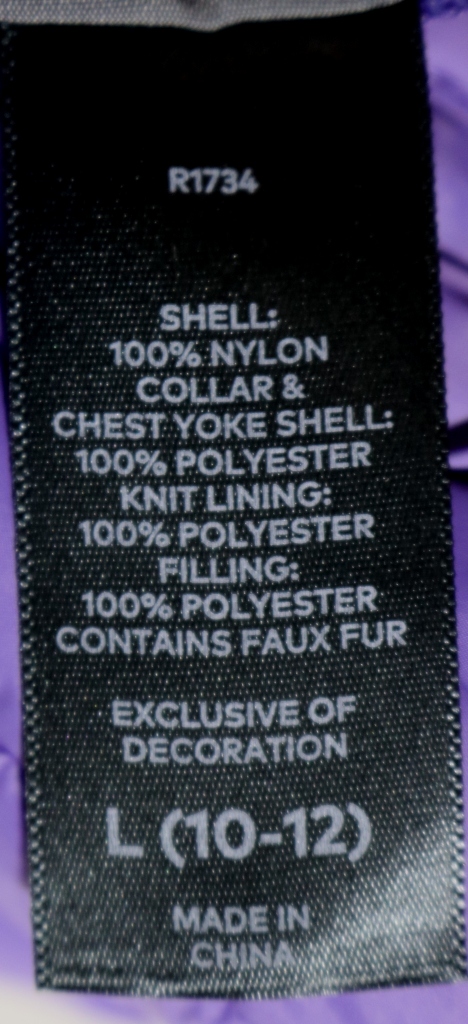 R1734
SHELL:
100% NYLON
COLLAR &
CHEST YOKE SHELL:
100% POLYESTER
KNIT LINING:
100% POLYESTER
FILLING:
100% POLYESTER
CONTAINS FAUX FUR
EXCLUSIVE OF
DECORATION
L (10-12)
MADE IN
CHINA